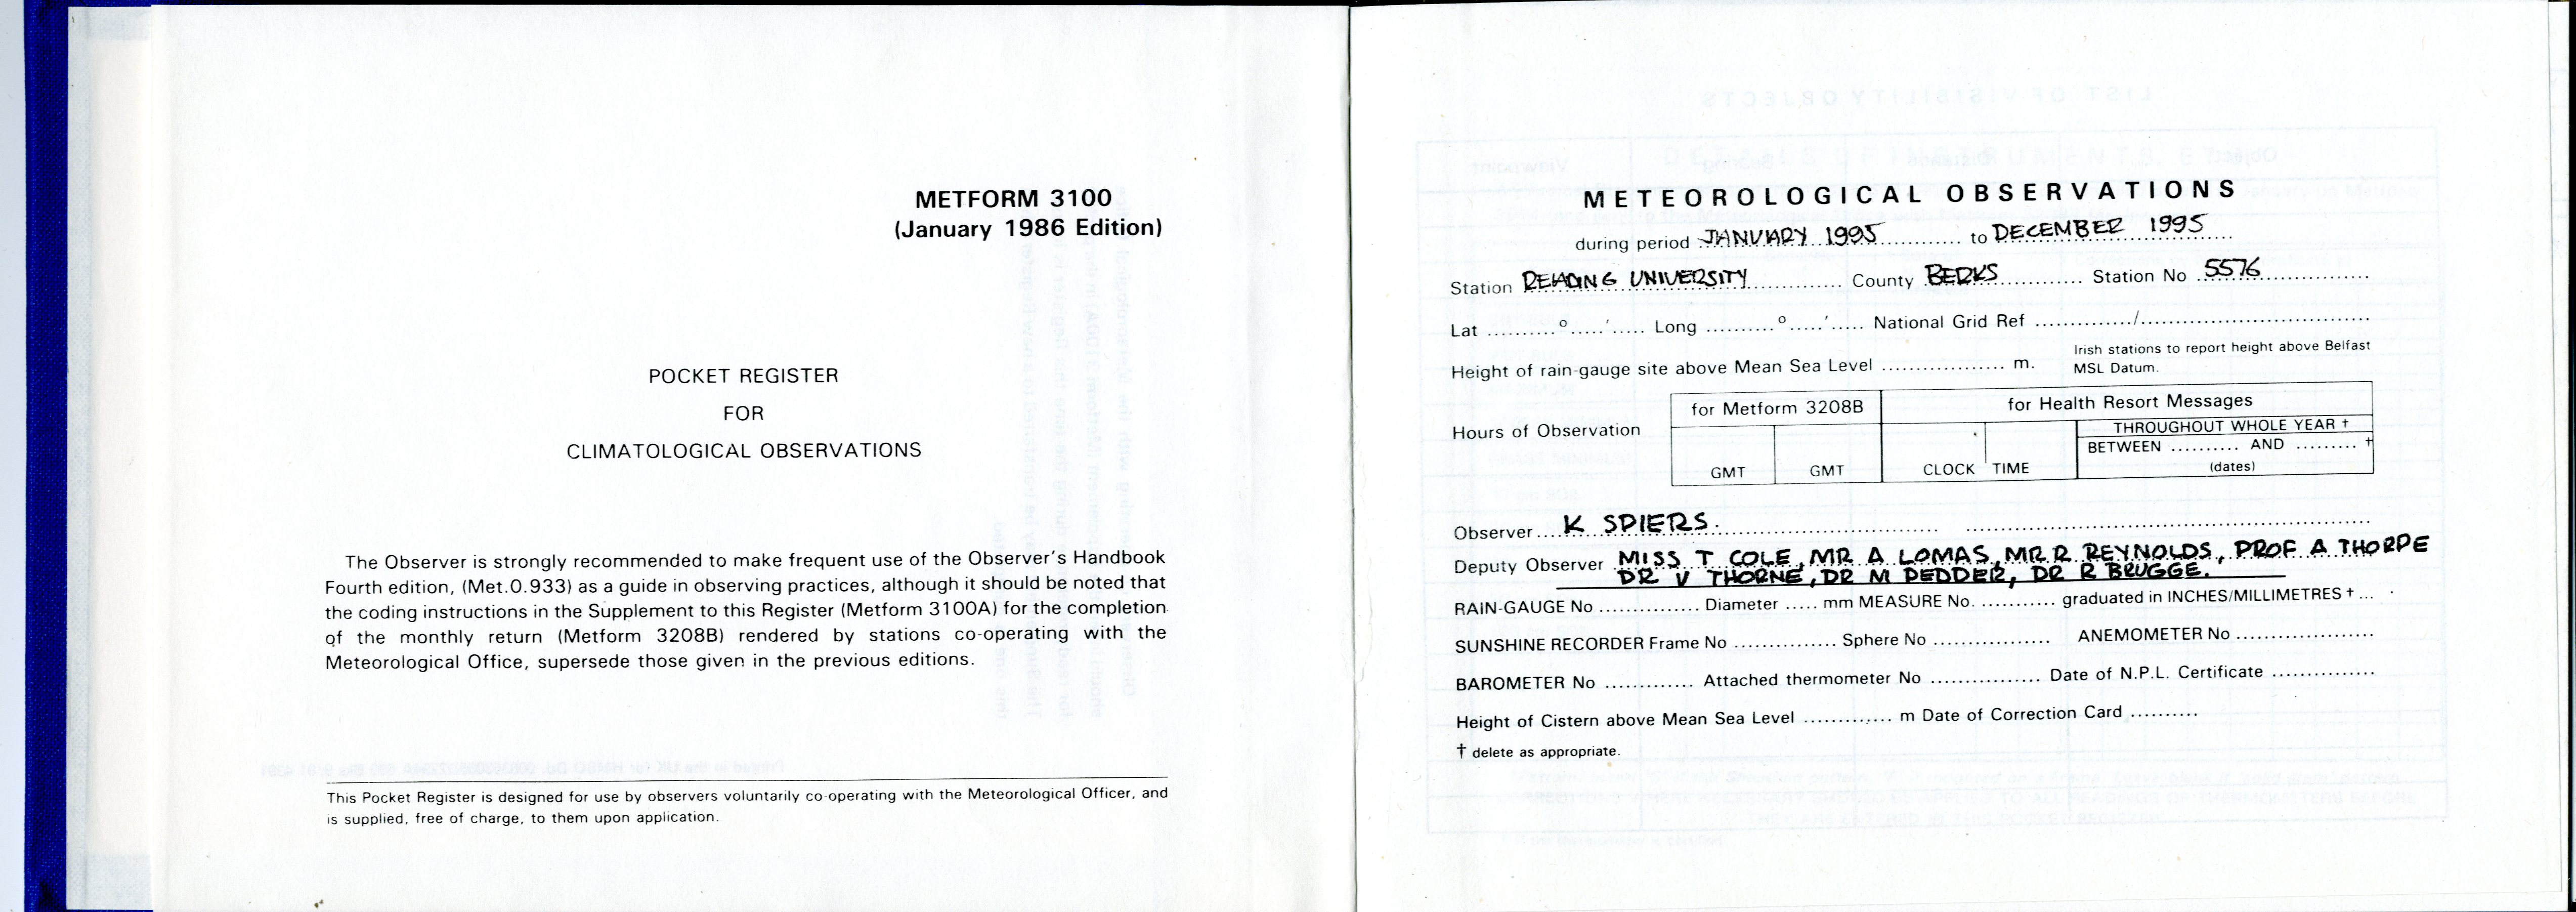 METFORM 3100
(January 1986 Edition)
POCKET REGISTER
FOR
CLIMATOLOGICAL OBSERVATIONS
The Observer is strongly recommended to make frequent use of the Observer's Handbook
Fourth edition, (Met.O.933) as a guide in observing practices, although it should be noted that
the coding instructions in the Supplement to this Register (Metform 3100A) for the completion
of the monthly return (Metform 3208B) rendered by stations co-operating with the
Meteorological Office, supersede those given in the previous editions.
This Pocket Register is designed for use by observers voluntarily co-operating with the Meteorological Officer, and
is supplied, free of charge, to them upon application.
METEOROLOGICAL OBSERVATIONS
during period JANUARY 1995 to DECEMBER 1995
Station READING UNIVERSITY County BERKS Station No 5576
Lat ..........o.....'..... Long ..........o.....'..... National Grid Ref ............../..................................
Height of rain-gauge site above Mean Sea Level .................. m. Irish stations to report height above Belfast
MSL Datum.
Hours of Observation
for Metform 3208B
for Health Resort Messages
GMT GMT CLOCK TIME
THROUGHOUT WHOLE YEAR †
BETWEEN .......... AND ......... †
(dates)
Observer K SPIERS.
Deputy Observer MISS T COLE, MR A LOMAS, MR R REYNOLDS, PROF A THORPE
DR V THORNE, DR M PEDDER, DR R BRUGGE.
RAIN-GAUGE No ............... Diameter ..... mm MEASURE No. ........... graduated in INCHES/MILLIMETRES † ...
SUNSHINE RECORDER Frame No ............... Sphere No ................. ANEMOMETER No ....................
BAROMETER No ............. Attached thermometer No ................ Date of N.P.L. Certificate ...............
Height of Cistern above Mean Sea Level ............. m Date of Correction Card ..........
† delete as appropriate.